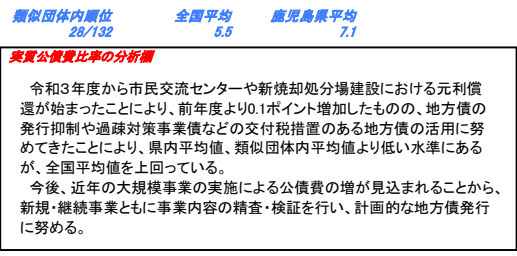 類似団体内順位 全国平均 鹿児島県平均
28/132 5.5 7.1
実質公債費比率の分析欄
令和3年度から市民交流センターや新焼却処分場建設における元利償
還が始まったことにより、前年度より0.1ポイント増加したものの、地方債の
発行抑制や過疎対策事業債などの交付税措置のある地方債の活用に努
めてきたことにより、県内平均値、類似団体内平均値より低い水準にある
が、全国平均値を上回っている。
今後、近年の大規模事業の実施による公債費の増が見込まれることから、
新規・継続事業ともに事業内容の精査・検証を行い、計画的な地方債発行
に努める。